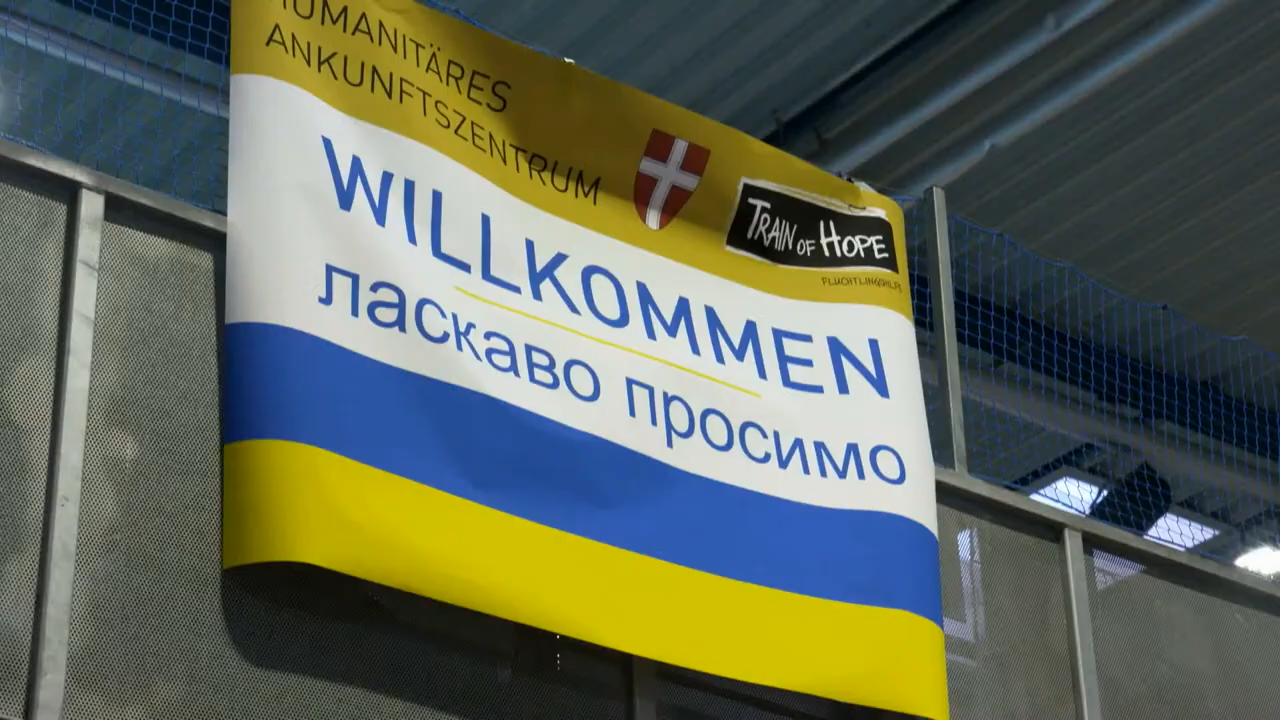 HUMANITÄRES
ANKUNFTSZENTRUM
TRAIN OF HOPE
FLÜCHTLINGSHILFE
WILLKOMMEN
ласкаво просимо